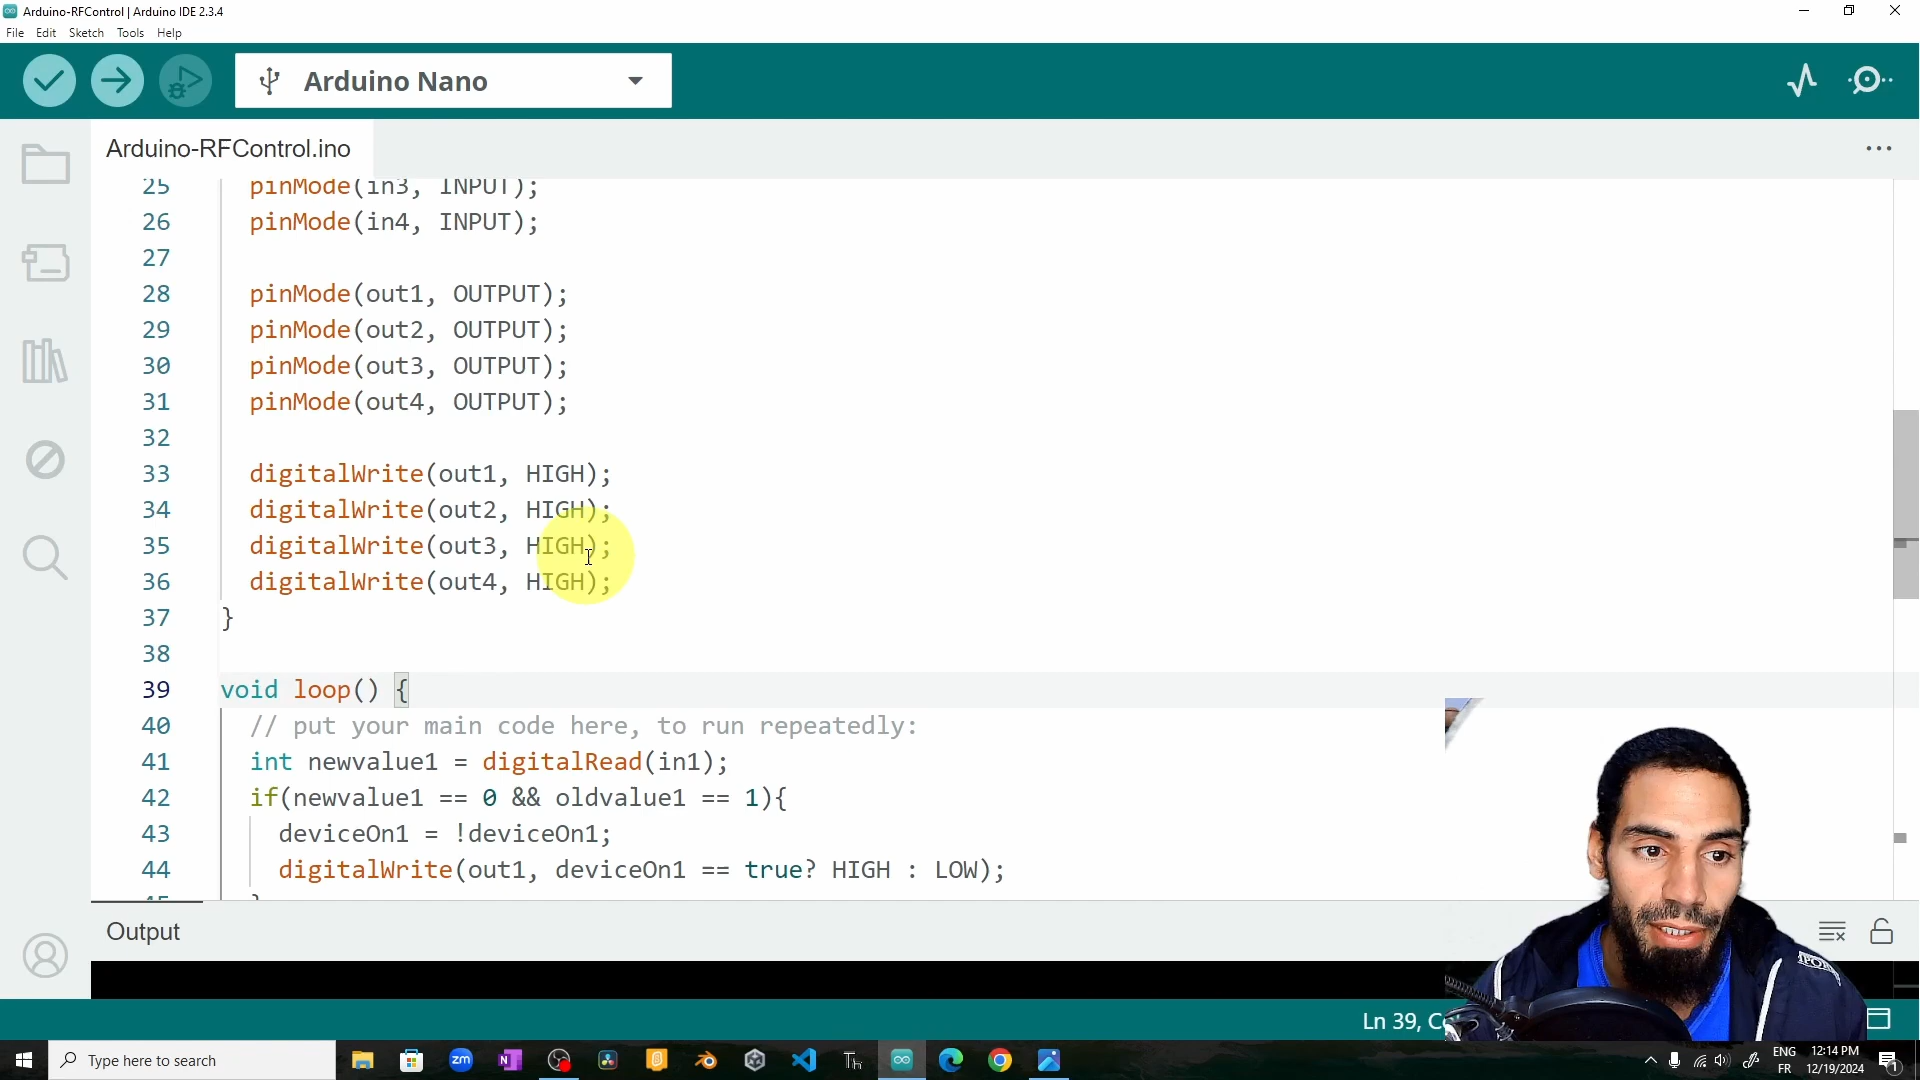 Arduino-RFControl | Arduino IDE 2.3.4
File Edit Sketch Tools Help
Arduino Nano
Arduino-RFControl.ino
25 pinMode(in3, INPUT);
26 pinMode(in4, INPUT);
27
28 pinMode(out1, OUTPUT);
29 pinMode(out2, OUTPUT);
30 pinMode(out3, OUTPUT);
31 pinMode(out4, OUTPUT);
32
33 digitalWrite(out1, HIGH);
34 digitalWrite(out2, HIGH);
35 digitalWrite(out3, HIGH);
36 digitalWrite(out4, HIGH);
37 }
38
39 void loop() {
40 // put your main code here, to run repeatedly:
41 int newvalue1 = digitalRead(in1);
42 if(newvalue1 == 0 && oldvalue1 == 1){
43 deviceOn1 = !deviceOn1;
44 digitalWrite(out1, deviceOn1 == true? HIGH : LOW);
Output
Ln 39,
Type here to search
zm
ENG
FR
12:14 PM
12/19/2024